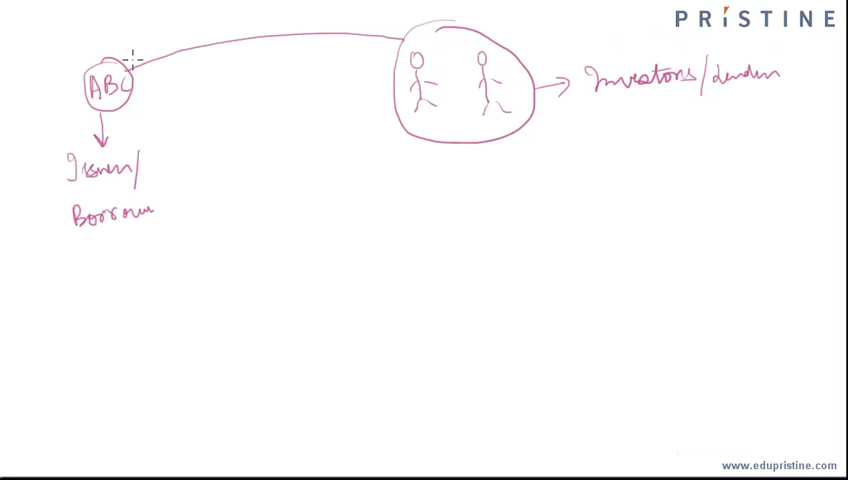 PRISTINE
ABC
Investors/Lenders
Issuer/
Borrower
www.edupristine.com